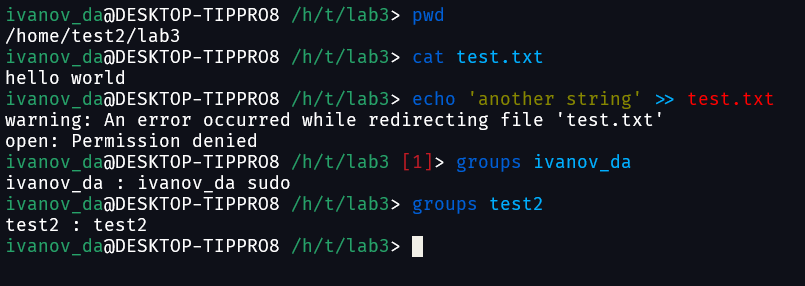 ivanov_da@DESKTOP-TIPPRO8 /h/t/lab3> pwd
/home/test2/lab3
ivanov_da@DESKTOP-TIPPRO8 /h/t/lab3> cat test.txt
hello world
ivanov_da@DESKTOP-TIPPRO8 /h/t/lab3> echo 'another string' >> test.txt
warning: An error occurred while redirecting file 'test.txt'
open: Permission denied
ivanov_da@DESKTOP-TIPPRO8 /h/t/lab3 [1]> groups ivanov_da
ivanov_da : ivanov_da sudo
ivanov_da@DESKTOP-TIPPRO8 /h/t/lab3> groups test2
test2 : test2
ivanov_da@DESKTOP-TIPPRO8 /h/t/lab3>